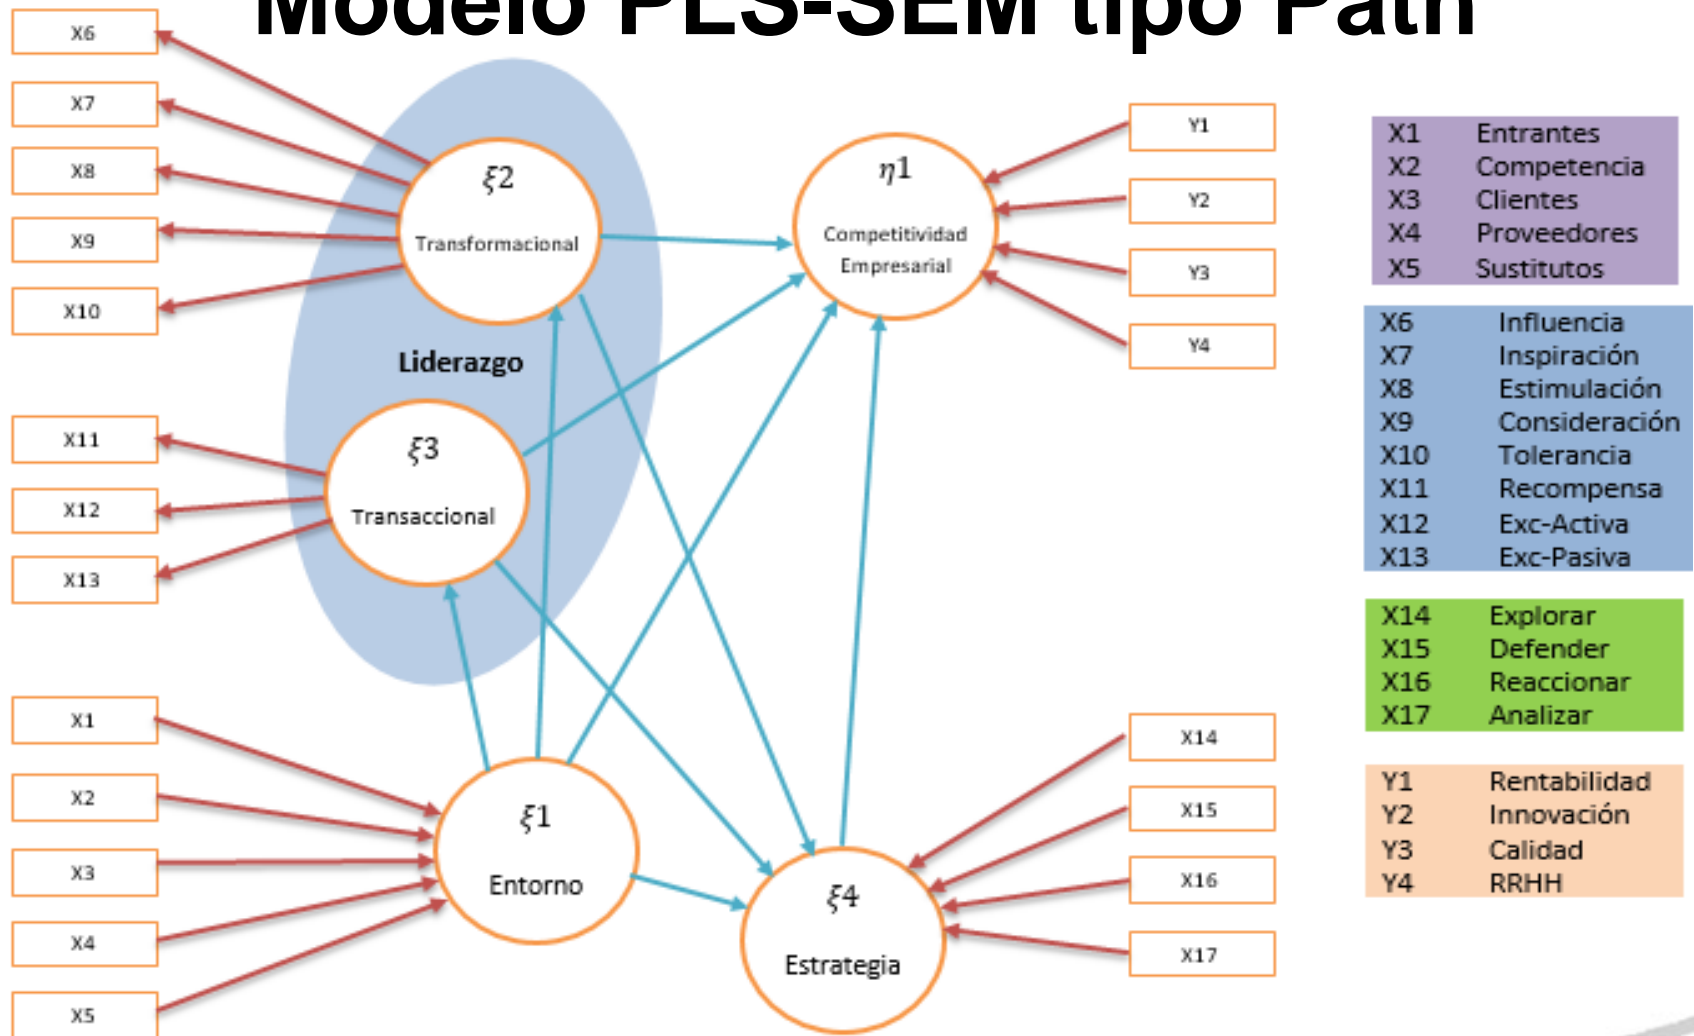 Modelo PLS-SEM tipo Path
X6
X7
X8
X9
X10
X11
X12
X13
X1
X2
X3
X4
X5
ξ2
Transformacional
Liderazgo
ξ3
Transaccional
ξ1
Entorno
η1
Competitividad
Empresarial
ξ4
Estrategia
Y1
Y2
Y3
Y4
X14
X15
X16
X17
X1 Entrantes
X2 Competencia
X3 Clientes
X4 Proveedores
X5 Sustitutos
X6 Influencia
X7 Inspiración
X8 Estimulación
X9 Consideración
X10 Tolerancia
X11 Recompensa
X12 Exc-Activa
X13 Exc-Pasiva
X14 Explorar
X15 Defender
X16 Reaccionar
X17 Analizar
Y1 Rentabilidad
Y2 Innovación
Y3 Calidad
Y4 RRHH